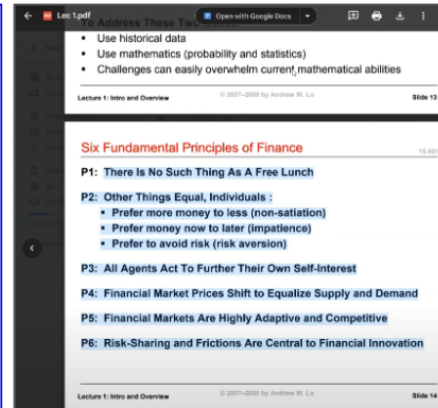 Lec 1.pdf
Open with Google Docs
To Address These Two
Use historical data
Use mathematics (probability and statistics)
Challenges can easily overwhelm current mathematical abilities
Lecture 1: Intro and Overview
© 2007–2008 by Andrew W. Lo
Slide 13
Six Fundamental Principles of Finance
15.401
P1: There Is No Such Thing As A Free Lunch
P2: Other Things Equal, Individuals :
Prefer more money to less (non-satiation)
Prefer money now to later (impatience)
Prefer to avoid risk (risk aversion)
P3: All Agents Act To Further Their Own Self-Interest
P4: Financial Market Prices Shift to Equalize Supply and Demand
P5: Financial Markets Are Highly Adaptive and Competitive
P6: Risk-Sharing and Frictions Are Central to Financial Innovation
Lecture 1: Intro and Overview
© 2007–2008 by Andrew W. Lo
Slide 14